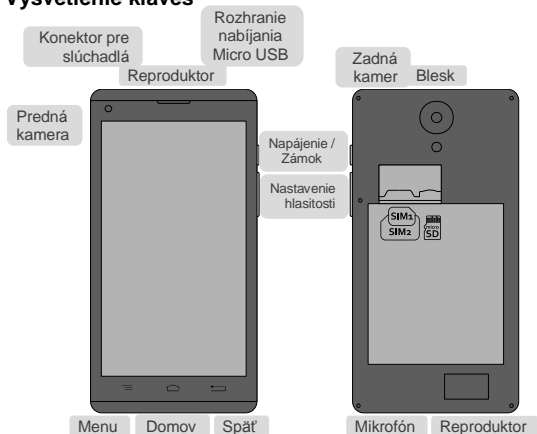 Vysvetlenie kláves
Konektor pre
slúchadlá
Rozhranie
nabíjania
Micro USB
Reproduktor
Zadná
kamer
Blesk
Predná
kamera
Napájenie /
Zámok
Nastavenie
hlasitosti
SIM1
SIM2
micro
SD
Menu
Domov
Späť
Mikrofón
Reproduktor